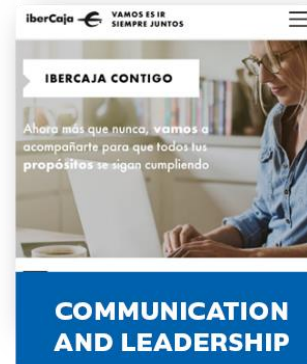 iberCaja
VAMOS ES IR
SIEMPRE JUNTOS
IBERCAJA CONTIGO
Ahora más que nunca, vamos a
acompañarte para que todos tus
propósitos se sigan cumpliendo
COMMUNICATION
AND LEADERSHIP